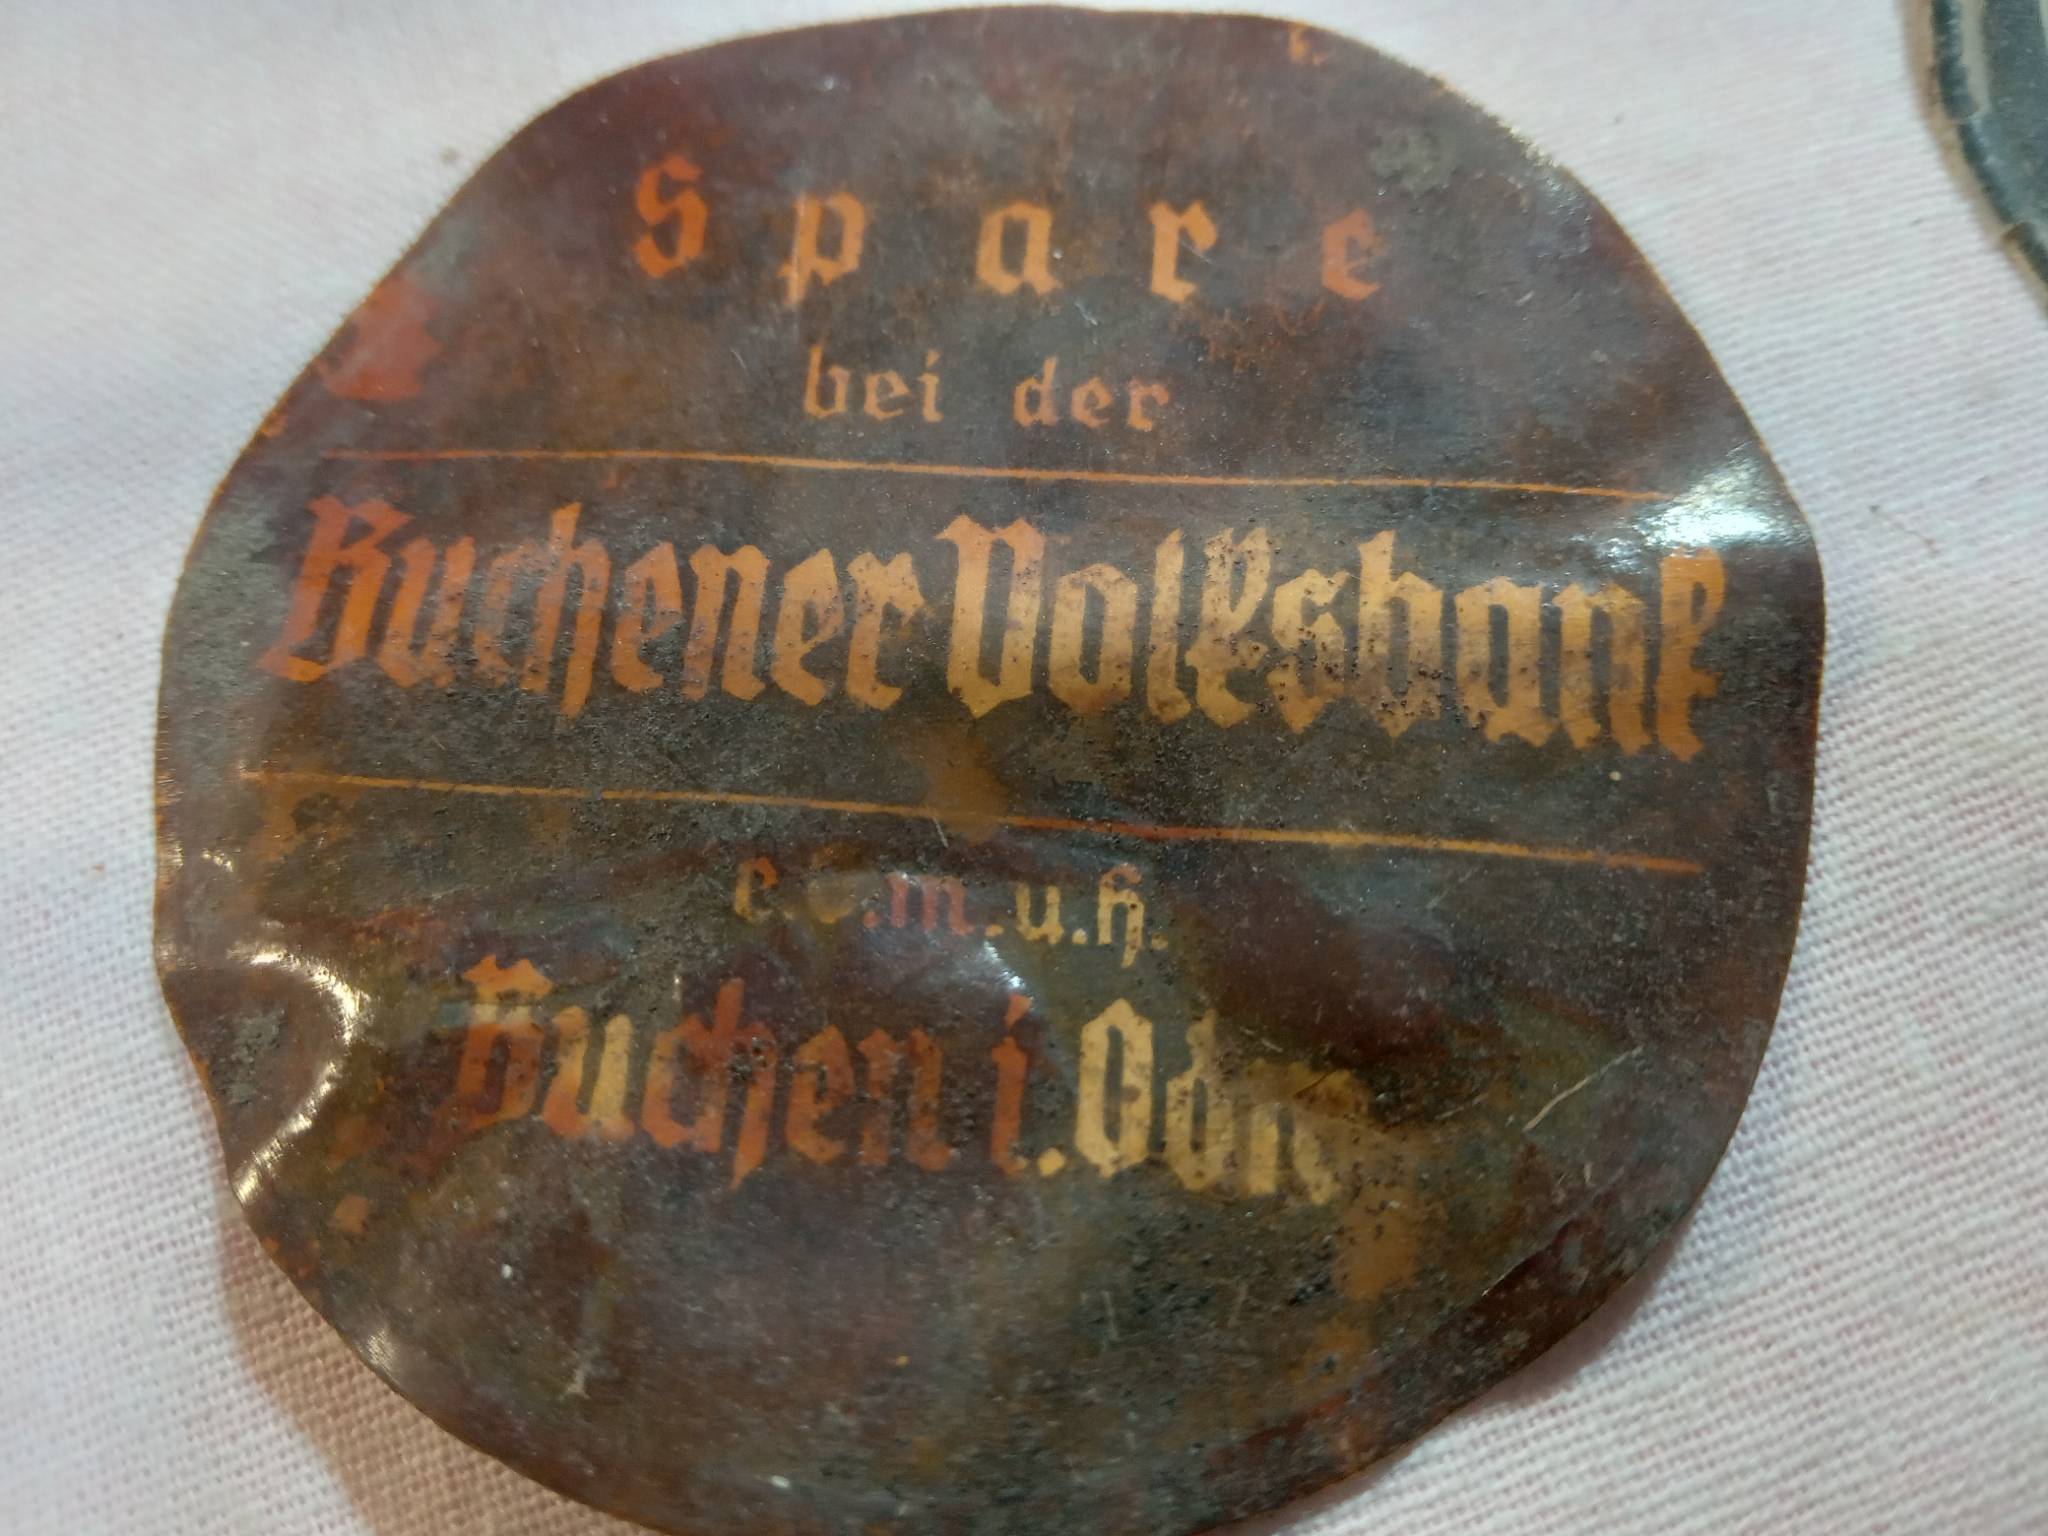 Spare
bei der
Buchener Volksbank
e.G.m.u.H.
Buchen i. Odw